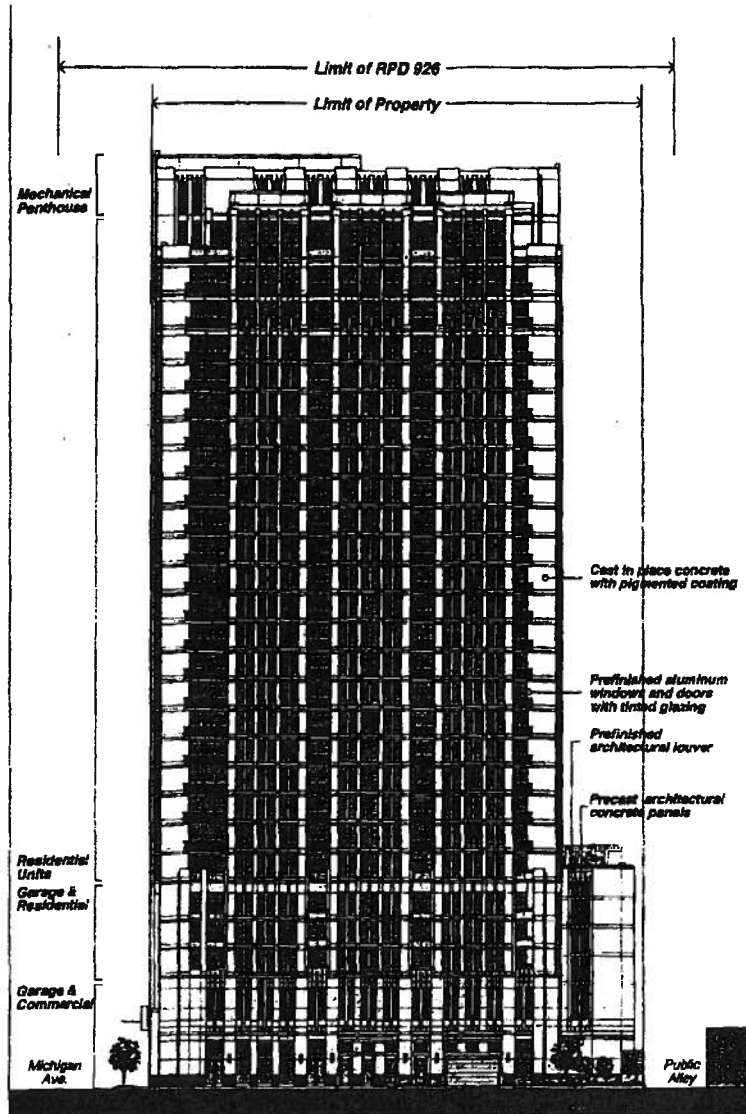 Limit of RPD 926
Limit of Property
Mechanical
Penthouse
Cast in place concrete
with pigmented coating
Prefinished aluminum
windows and doors
with tinted glazing
Prefinished
architectural louver
Precast architectural
concrete panels
Residential
Units
Garage &
Residential
Garage &
Commercial
Michigan
Ave.
Public
Alley